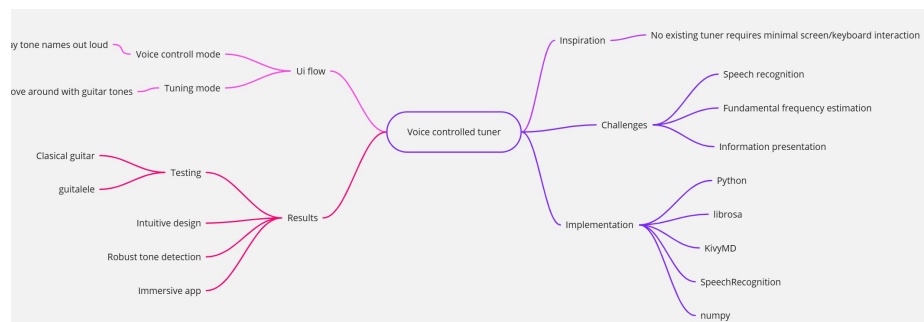 tone names out loud
Voice controll mode
Ui flow
around with guitar tones
Tuning mode
Clasical guitar
guitalele
Testing
Intuitive design
Robust tone detection
Immersive app
Results
Voice controlled tuner
Inspiration
No existing tuner requires minimal screen/keyboard interaction
Challenges
Speech recognition
Fundamental frequency estimation
Information presentation
Implementation
Python
librosa
KivyMD
SpeechRecognition
numpy